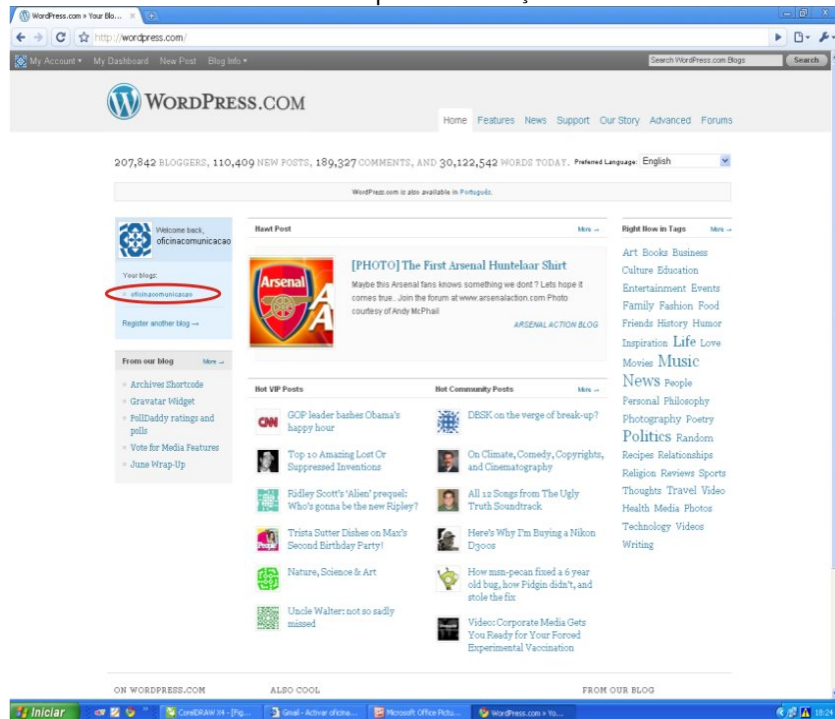 WordPress.com » Your Blo...
http://wordpress.com/
My Account New Post Blog Info
My Dashboard
Search WordPress.com Blogs
Search
WORDPRESS.COM
Home Features News Support Our Story Advanced Forums
207,842 BLOGGERS, 110,409 NEW POSTS, 189,327 COMMENTS, AND 30,122,542 WORDS TODAY. Preferred Language: English
WordPress.com is also available in Português.
Welcome back,
oficinacomunicacao
Your blogs:
oficinacomunicacao
Register another blog →
From our blog More →
Archives Shortcode
Gravatar Widget
PollDaddy ratings and
polls
Vote for Media Features
June Wrap-Up
Hawt Post More →
Arsenal
[PHOTO] The First Arsenal Huntelaar Shirt
Maybe this Arsenal fans knows something we dont ? Lets hope it
comes true.. Join the forum at www.arsenalaction.com Photo
courtesy of Andy McPhail
ARSENAL ACTION BLOG
Hot VIP Posts
CNN
GOP leader bashes Obama's
happy hour
Top 10 Amazing Lost Or
Suppressed Inventions
Ridley Scott's 'Alien' prequel:
Who's gonna be the new Ripley?
People
Trista Sutter Dishes on Max's
Second Birthday Party!
Nature, Science & Art
Uncle Walter: not so sadly
missed
Hot Community Posts More →
DBSK on the verge of break-up?
On Climate, Comedy, Copyrights,
and Cinematography
All 12 Songs from The Ugly
Truth Soundtrack
Here's Why I'm Buying a Nikon
D300s
How msn-pecan fixed a 6 year
old bug, how Pidgin didn't, and
stole the fix
Video: Corporate Media Gets
You Ready for Your Forced
Experimental Vaccination
Right Now in Tags More →
Art Books Business
Culture Education
Entertainment Events
Family Fashion Food
Friends History Humor
Inspiration Life Love
Movies Music
News People
Personal Philosophy
Photography Poetry
Politics Random
Recipes Relationships
Religion Reviews Sports
Thoughts Travel Video
Health Media Photos
Technology Videos
Writing
ON WORDPRESS.COM ALSO COOL FROM OUR BLOG
Iniciar
CorelDRAW X4 - [Fig...
Gmail - Activar oficina...
Microsoft Office Pictu...
WordPress.com » Yo...
18:24